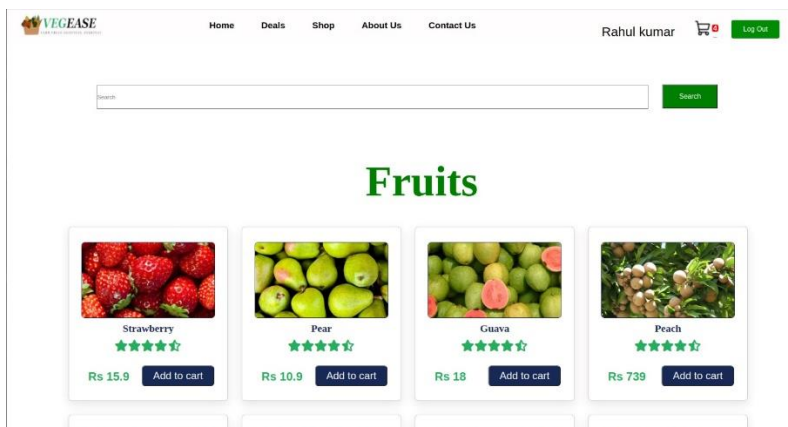 VEGEASE
Home Deals Shop About Us Contact Us
Rahul kumar
4
Log Out
Search
Search
Fruits
Strawberry
Rs 15.9 Add to cart
Pear
Rs 10.9 Add to cart
Guava
Rs 18 Add to cart
Peach
Rs 739 Add to cart